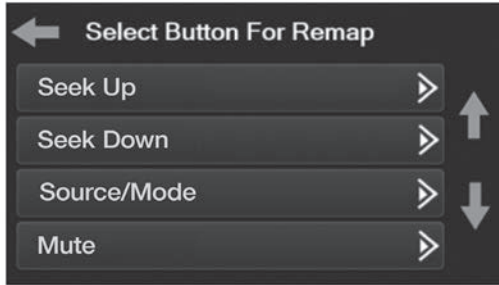 Select Button For Remap
Seek Up
Seek Down
Source/Mode
Mute